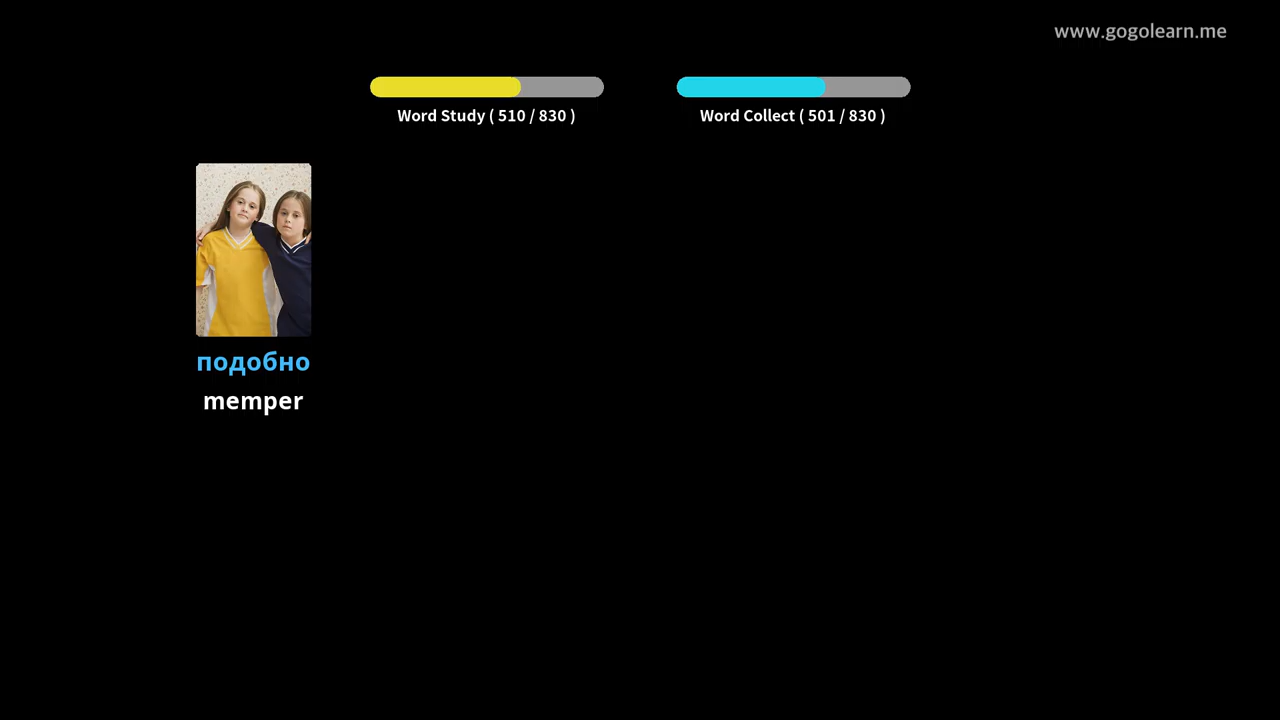 www.gogolearn.me
Word Study ( 510 / 830 )
Word Collect ( 501 / 830 )
подобно
memper